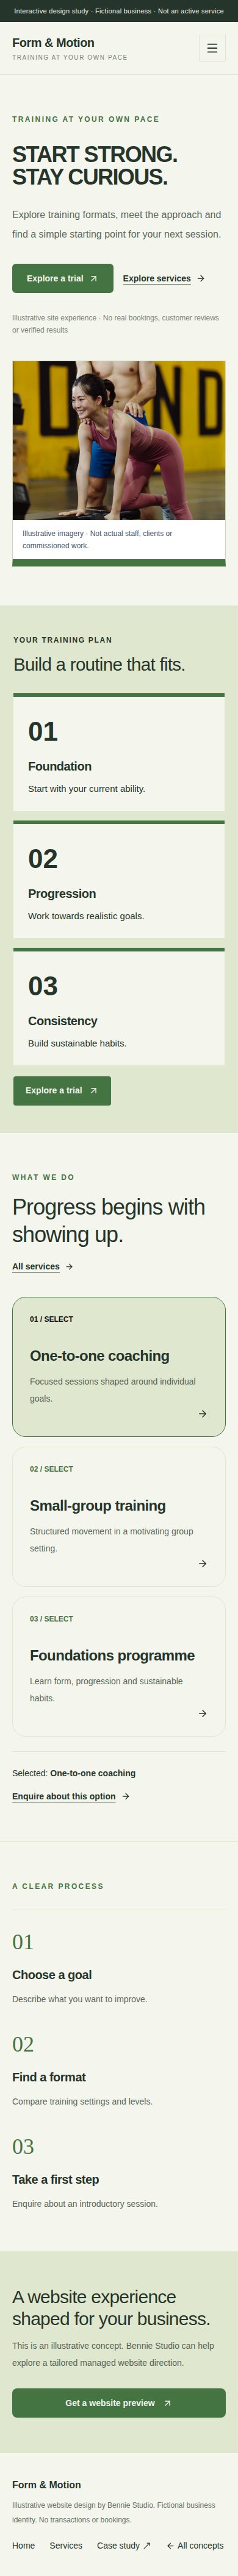 Interactive design study · Fictional business · Not an active service
Form & Motion
TRAINING AT YOUR OWN PACE
TRAINING AT YOUR OWN PACE
START STRONG.
STAY CURIOUS.
Explore training formats, meet the approach and
find a simple starting point for your next session.
Explore a trial ↗
Explore services →
Illustrative site experience · No real bookings, customer reviews
or verified results
Illustrative imagery · Not actual staff, clients or
commissioned work.
YOUR TRAINING PLAN
Build a routine that fits.
01
Foundation
Start with your current ability.
02
Progression
Work towards realistic goals.
03
Consistency
Build sustainable habits.
Explore a trial ↗
WHAT WE DO
Progress begins with
showing up.
All services →
01 / SELECT
One-to-one coaching
Focused sessions shaped around individual
goals.
→
02 / SELECT
Small-group training
Structured movement in a motivating group
setting.
→
03 / SELECT
Foundations programme
Learn form, progression and sustainable
habits.
→
Selected: One-to-one coaching
Enquire about this option →
A CLEAR PROCESS
01
Choose a goal
Describe what you want to improve.
02
Find a format
Compare training settings and levels.
03
Take a first step
Enquire about an introductory session.
A website experience
shaped for your business.
This is an illustrative concept. Bennie Studio can help
explore a tailored managed website direction.
Get a website preview ↗
Form & Motion
Illustrative website design by Bennie Studio. Fictional business
identity. No transactions or bookings.
Home Services Case study ↗ ← All concepts